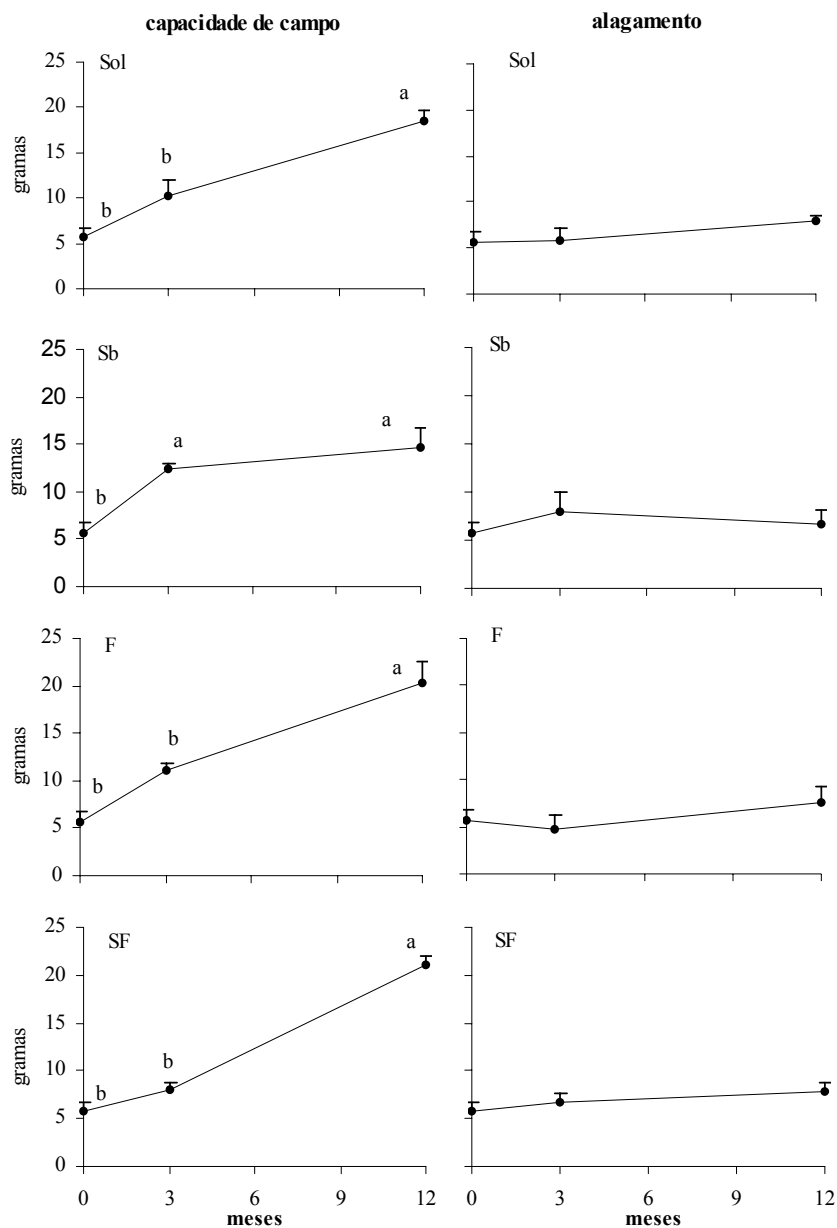 capacidade de campo alagamento
25 Sol Sol
a
20
15
b
gramas
10
b
5
0
25 Sb Sb
20
a a
15
gramas
10
b
5
0
25 F F
a
20
15
b
gramas
10
b
5
0
25 SF a SF
20
15
gramas
10
b
b
5
0
0 3 6 9 12 0 3 6 9 12
meses meses